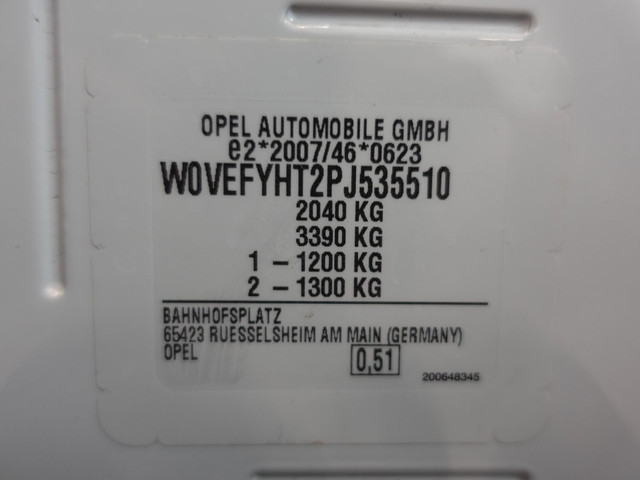 OPEL AUTOMOBILE GMBH
e2*2007/46*0623
W0VEFYHT2PJ535510
2040 KG
3390 KG
1 - 1200 KG
2 - 1300 KG
BAHNHOFSPLATZ
65423 RUESSELSHEIM AM MAIN (GERMANY)
OPEL 0,51
200648345